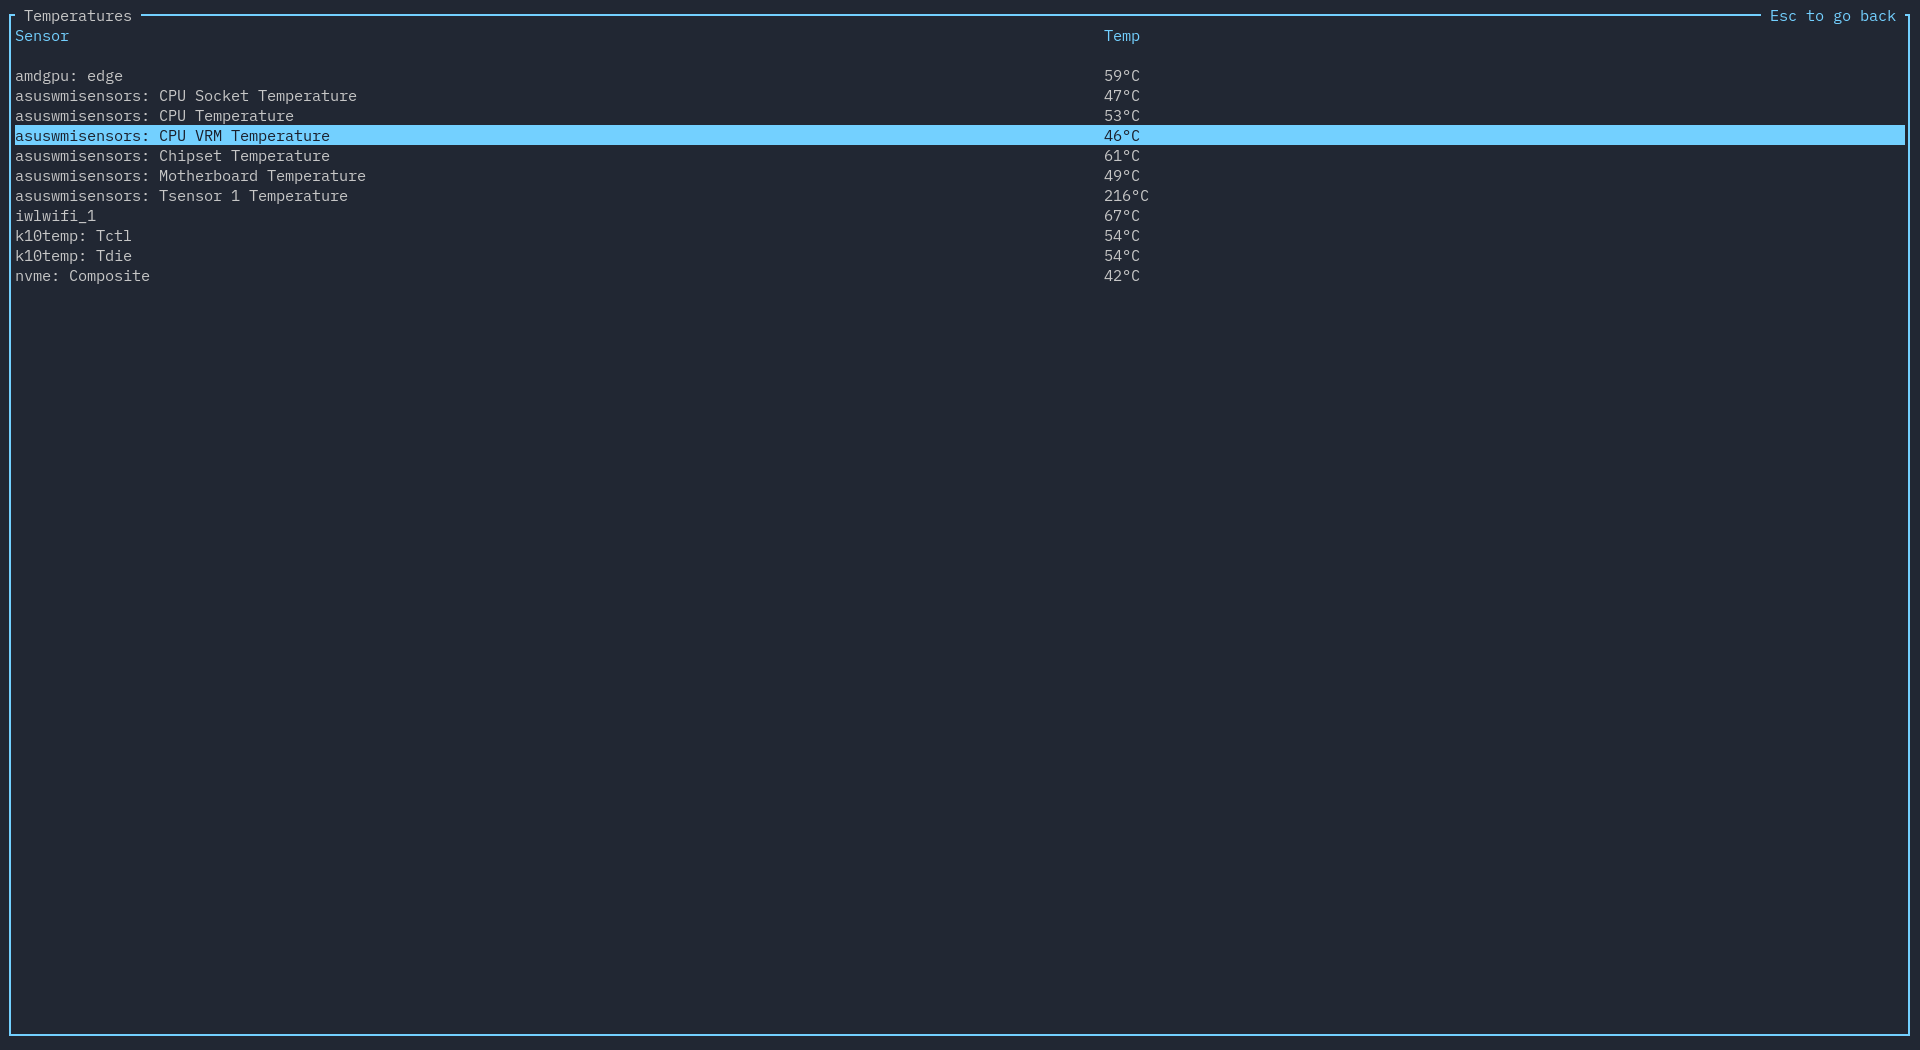 Temperatures Esc to go back
Sensor Temp
amdgpu: edge 59°C
asuswmisensors: CPU Socket Temperature 47°C
asuswmisensors: CPU Temperature 53°C
asuswmisensors: CPU VRM Temperature 46°C
asuswmisensors: Chipset Temperature 61°C
asuswmisensors: Motherboard Temperature 49°C
asuswmisensors: Tsensor 1 Temperature 216°C
iwlwifi_1 67°C
k10temp: Tctl 54°C
k10temp: Tdie 54°C
nvme: Composite 42°C